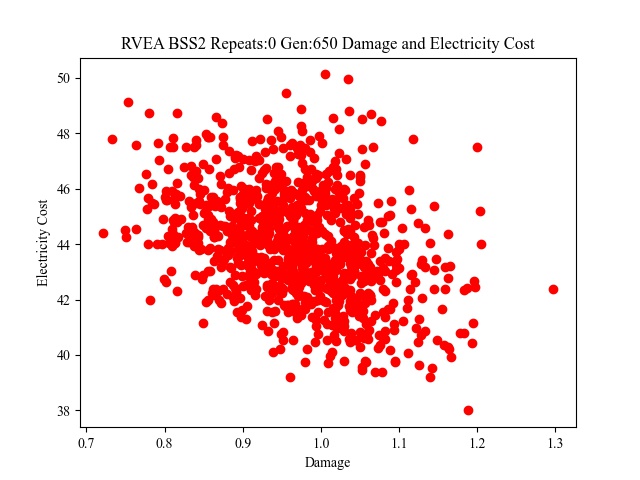 RVEA BSS2 Repeats:0 Gen:650 Damage and Electricity Cost
50
48
46
44
42
40
38
Electricity Cost
0.7 0.8 0.9 1.0 1.1 1.2 1.3
Damage